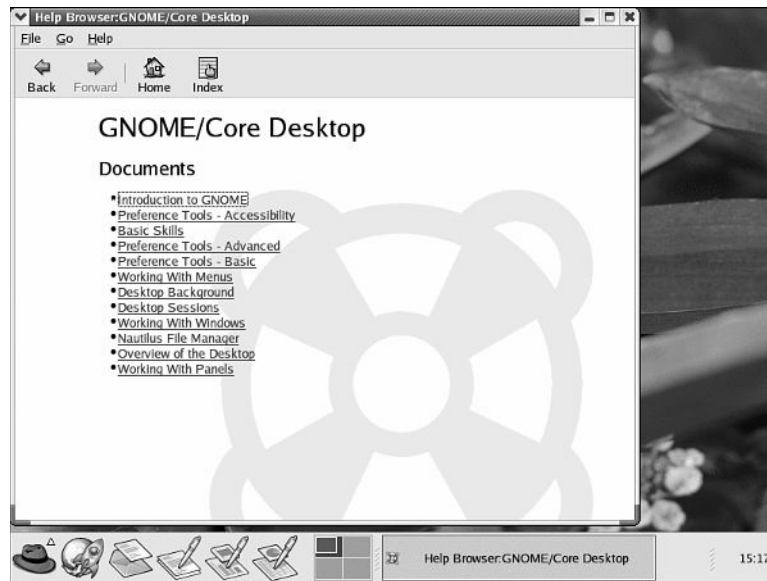 Help Browser:GNOME/Core Desktop
File Go Help
Back Forward Home Index
GNOME/Core Desktop
Documents
Introduction to GNOME
Preference Tools - Accessibility
Basic Skills
Preference Tools - Advanced
Preference Tools - Basic
Working With Menus
Desktop Background
Desktop Sessions
Working With Windows
Nautilus File Manager
Overview of the Desktop
Working With Panels
Help Browser:GNOME/Core Desktop
15:17